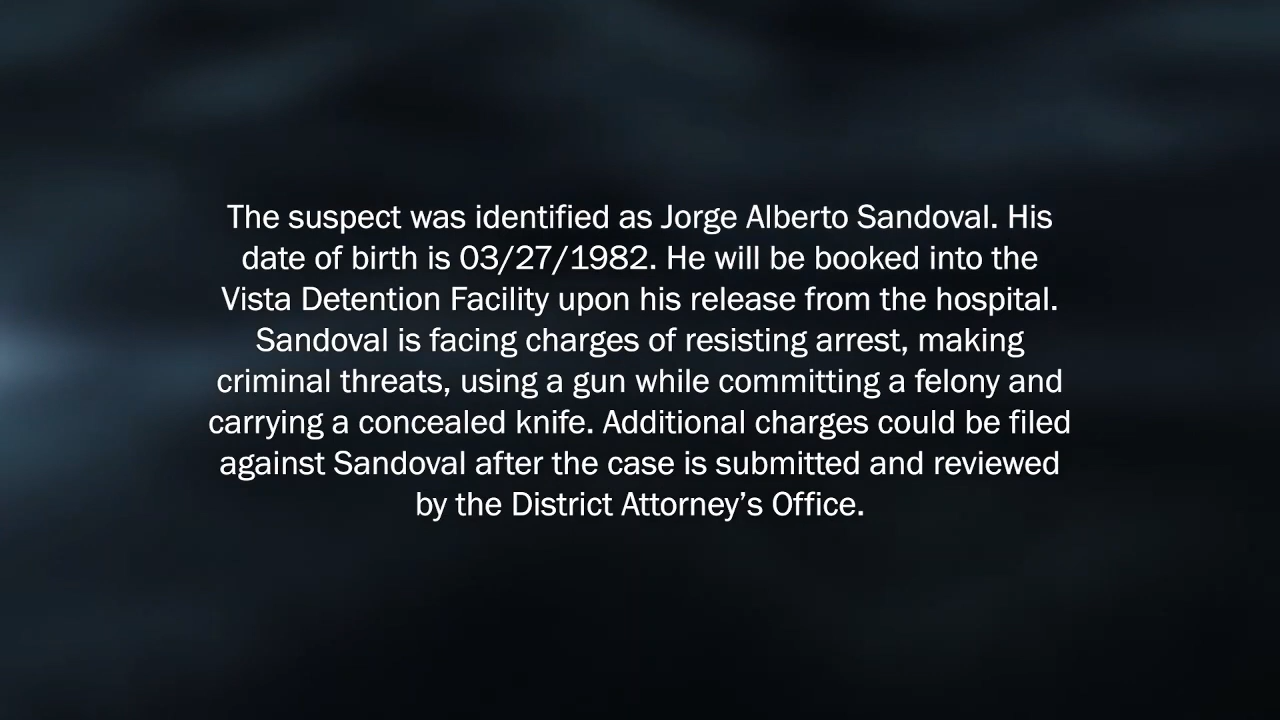 The suspect was identified as Jorge Alberto Sandoval. His
date of birth is 03/27/1982. He will be booked into the
Vista Detention Facility upon his release from the hospital.
Sandoval is facing charges of resisting arrest, making
criminal threats, using a gun while committing a felony and
carrying a concealed knife. Additional charges could be filed
against Sandoval after the case is submitted and reviewed
by the District Attorney’s Office.